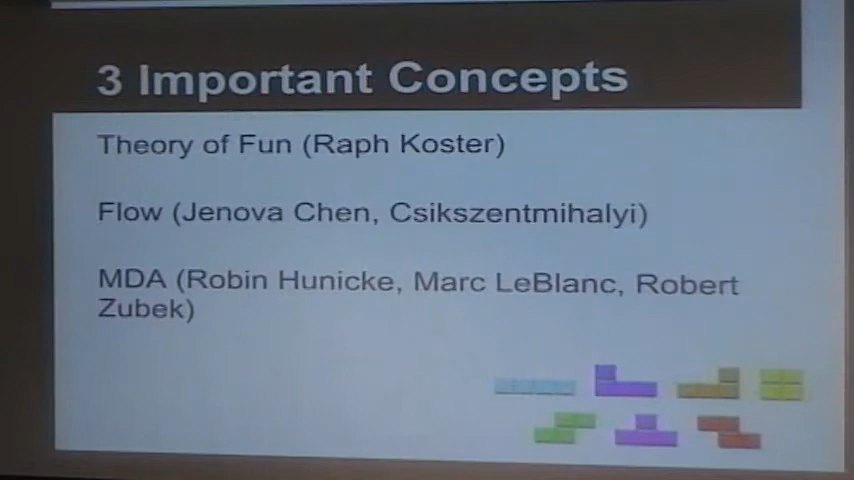 3 Important Concepts
Theory of Fun (Raph Koster)
Flow (Jenova Chen, Csikszentmihalyi)
MDA (Robin Hunicke, Marc LeBlanc, Robert
Zubek)